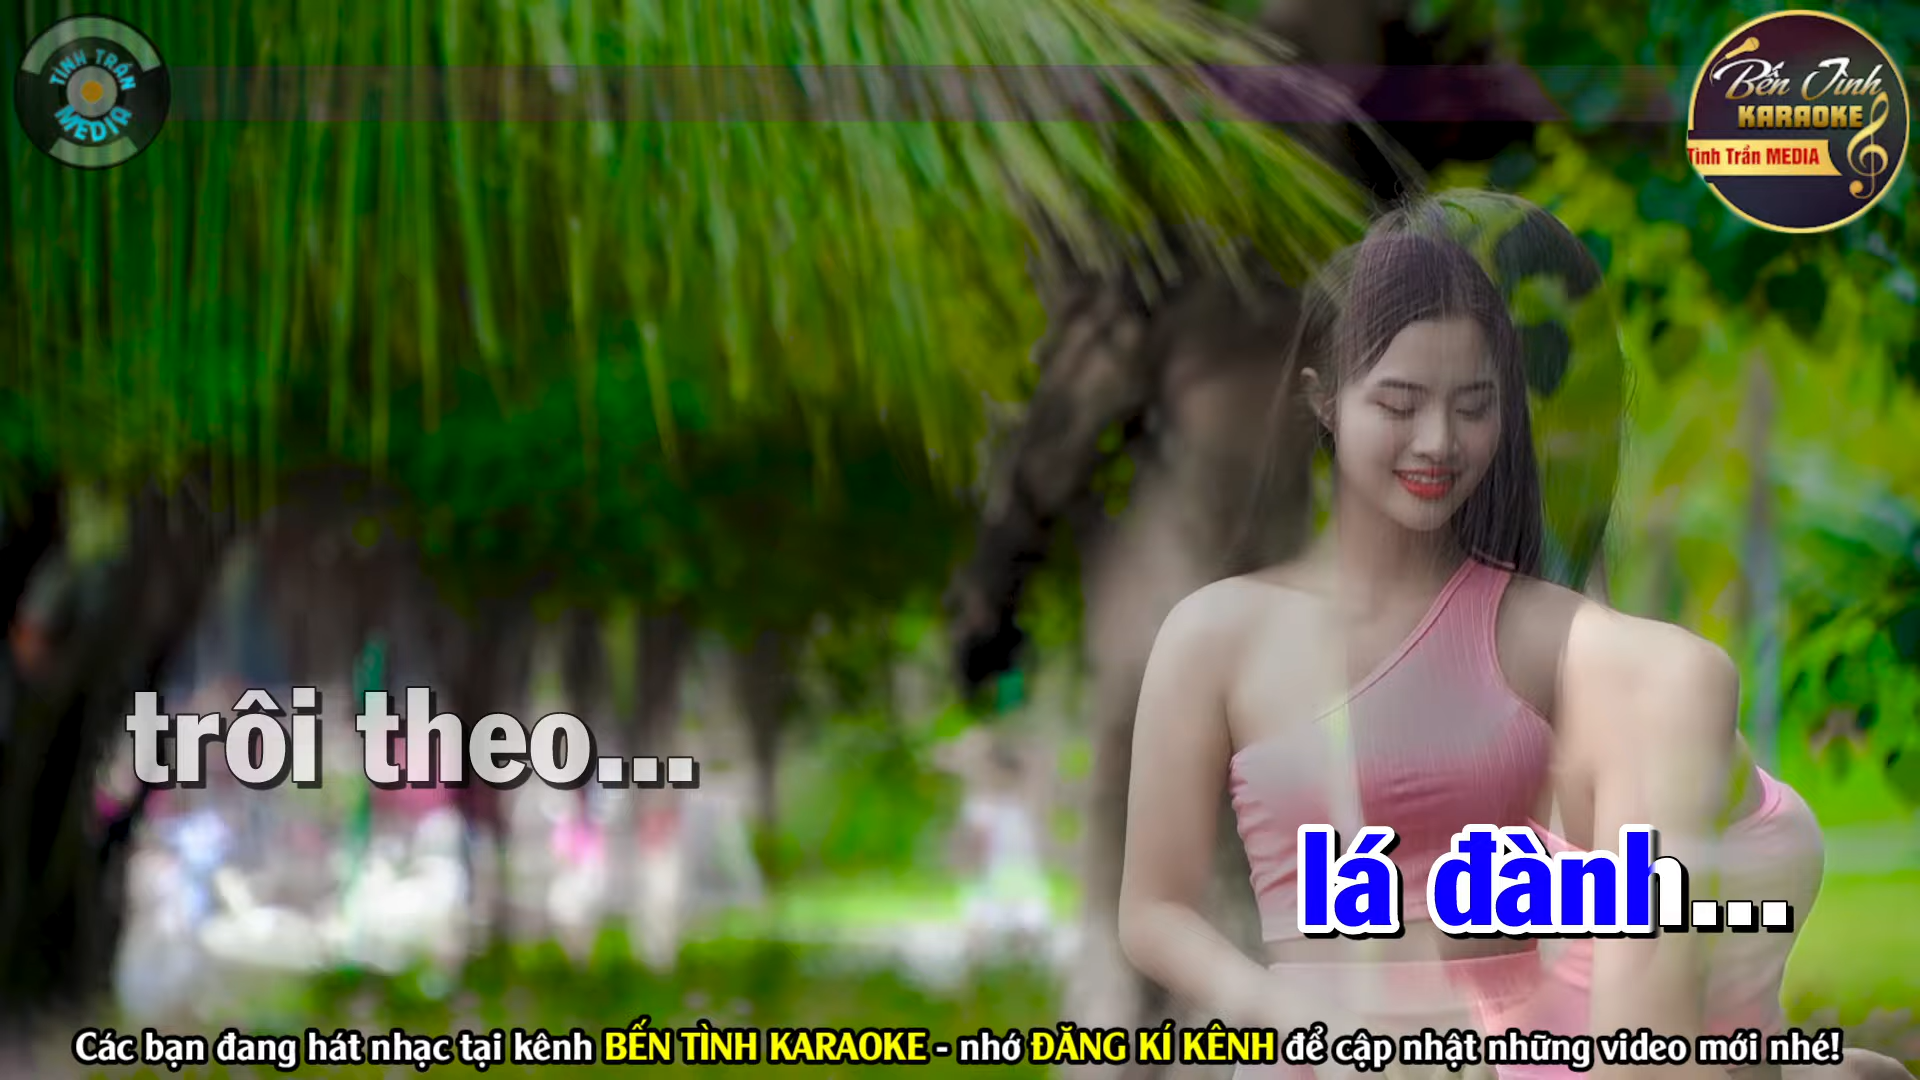 TÌNH TRẦN
MEDIA
Bến Tình
KARAOKE
Tình Trần MEDIA
trôi theo...
lá đành...
Các bạn đang hát nhạc tại kênh BẾN TÌNH KARAOKE - nhớ ĐĂNG KÍ KÊNH để cập nhật những video mới nhé!